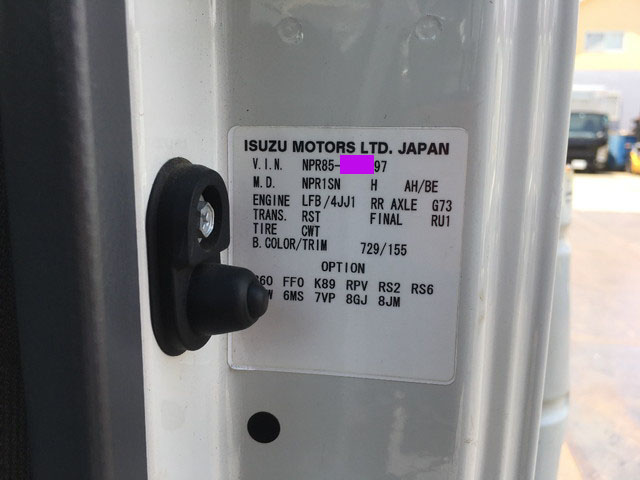 ISUZU MOTORS LTD. JAPAN
V.I.N. NPR85- 97
M.D. NPR1SN H AH/BE
ENGINE LFB/4JJ1 RR AXLE G73
TRANS. RST FINAL RU1
TIRE CWT
B.COLOR/TRIM 729/155
OPTION
FFO K89 RPV RS2 RS6
6MS 7VP 8GJ 8JM